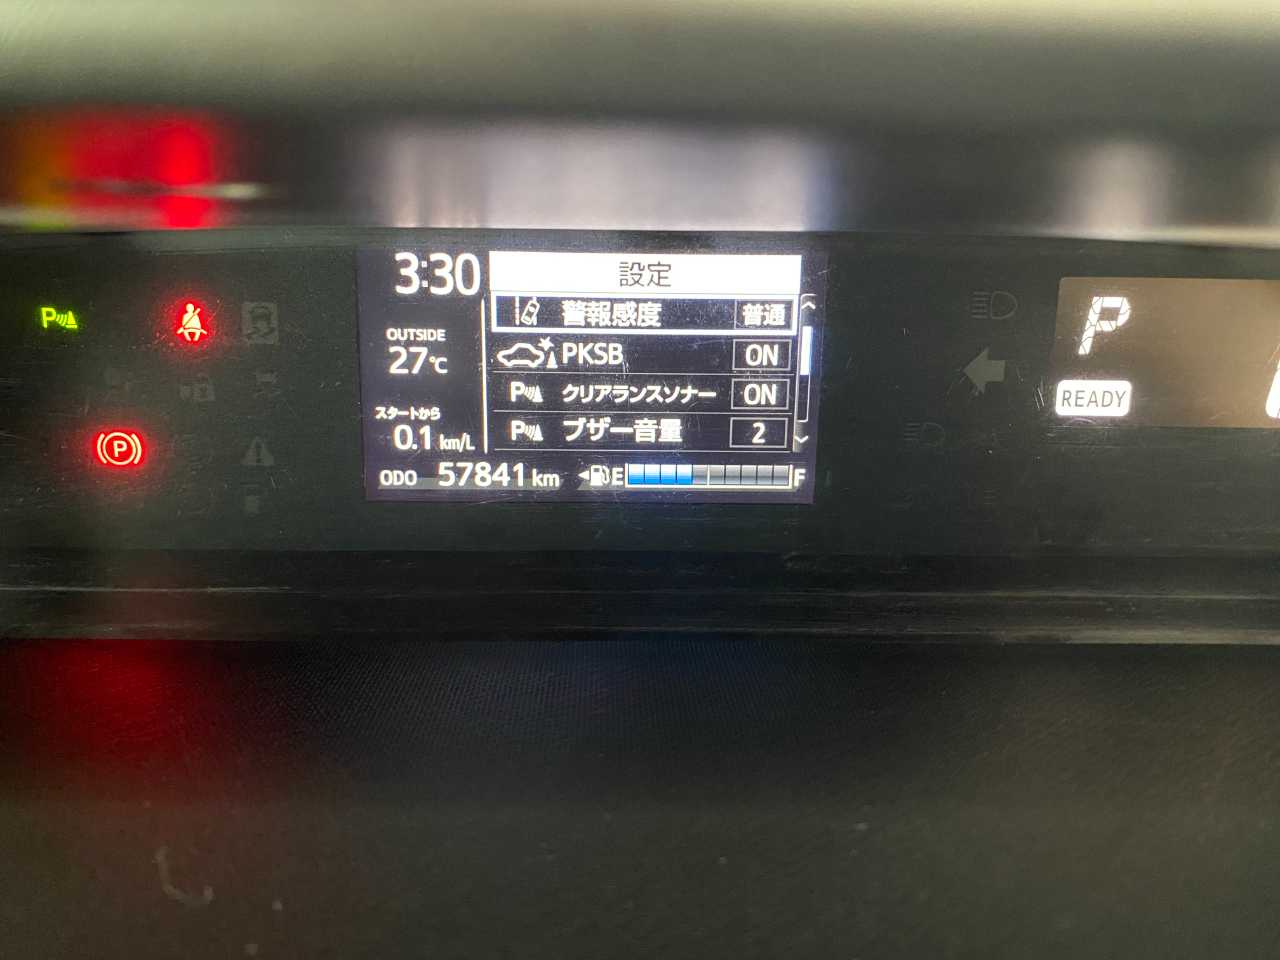 3:30
設定
警報感度 普通
OUTSIDE
27℃
PKSB ON
P クリアランスソナー ON
スタートから
0.1 km/L
P ブザー音量 2
ODO 57841 km
E F
P
P
P
READY